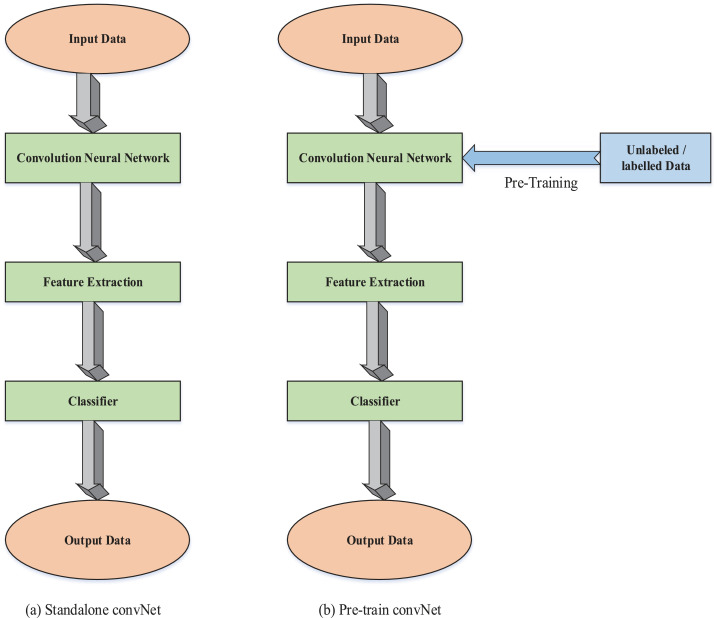 Input Data
Convolution Neural Network
Feature Extraction
Classifier
Output Data
(a) Standalone convNet
Input Data
Convolution Neural Network
Pre-Training
Unlabeled /
labelled Data
Feature Extraction
Classifier
Output Data
(b) Pre-train convNet